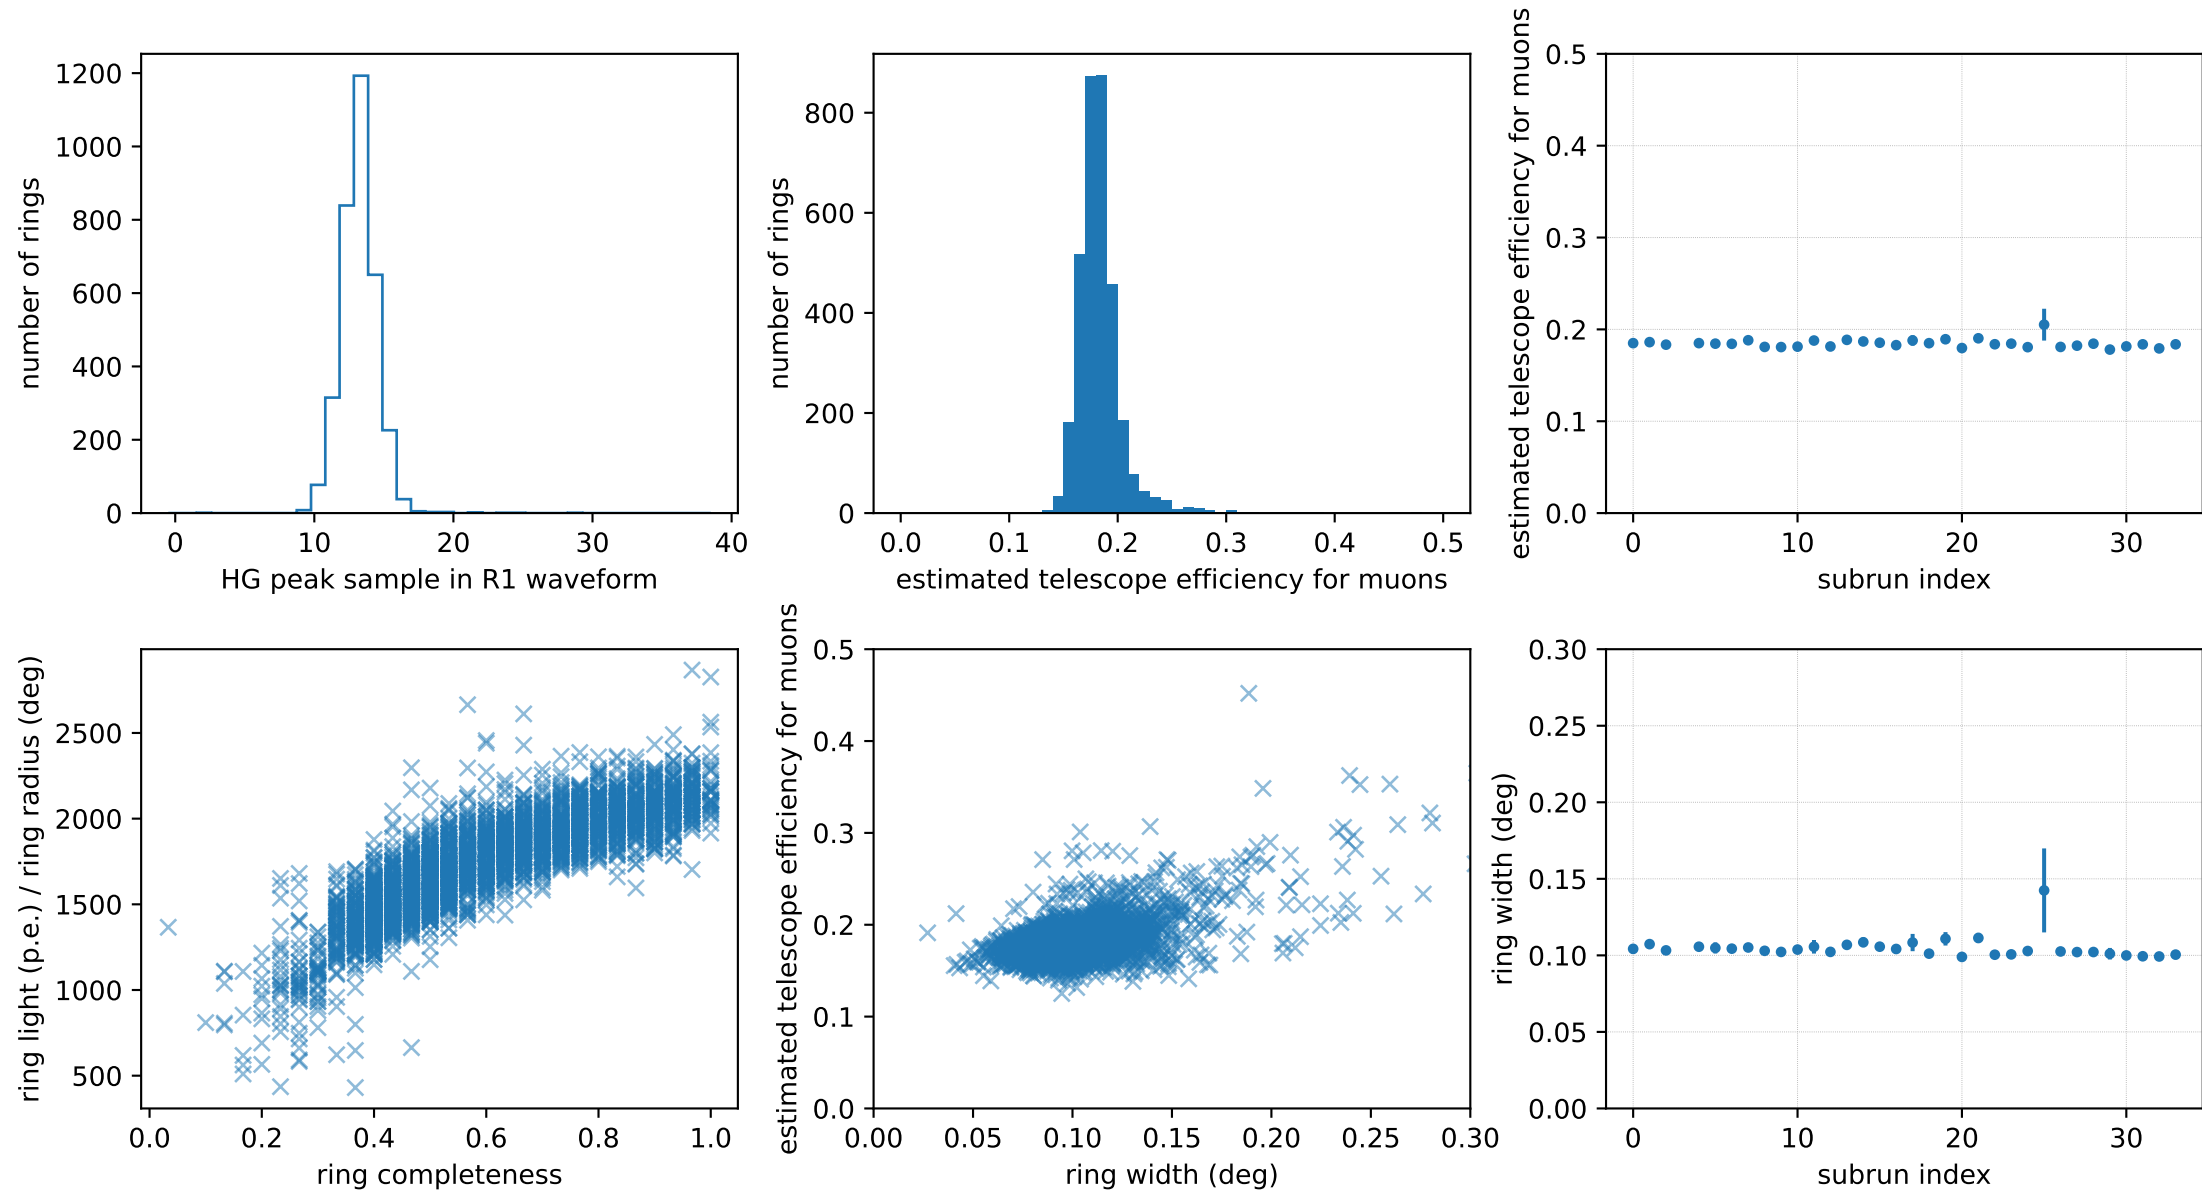 1200
1000
800
600
400
200
0
number of rings
0 10 20 30 40
HG peak sample in R1 waveform
800
600
400
200
0
number of rings
0.0 0.1 0.2 0.3 0.4 0.5
estimated telescope efficiency for muons
0.5
0.4
0.3
0.2
0.1
0.0
estimated telescope efficiency for muons
0 10 20 30
subrun index
2500
2000
1500
1000
500
ring light (p.e.) / ring radius (deg)
0.0 0.2 0.4 0.6 0.8 1.0
ring completeness
0.5
0.4
0.3
0.2
0.1
0.0
estimated telescope efficiency for muons
0.00 0.05 0.10 0.15 0.20 0.25 0.30
ring width (deg)
0.30
0.25
0.20
0.15
0.10
0.05
0.00
ring width (deg)
0 10 20 30
subrun index